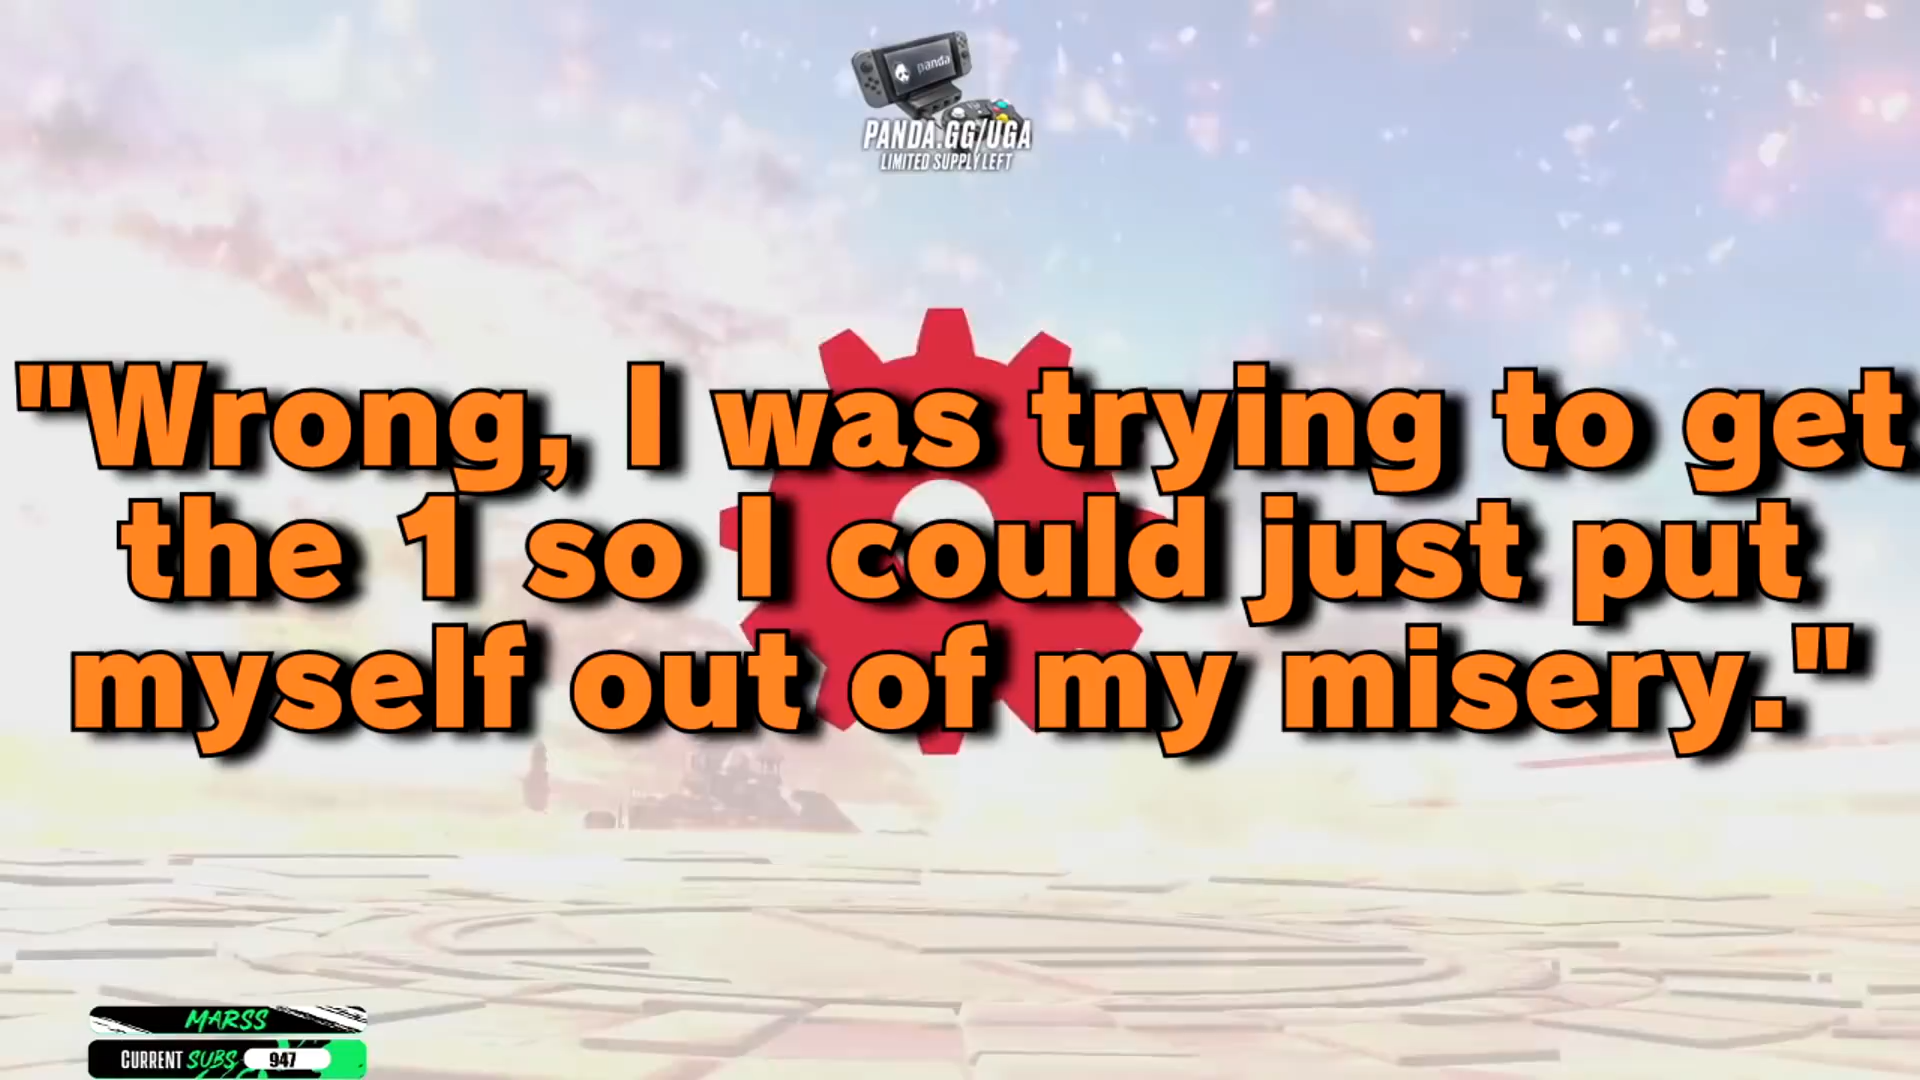 panda
PANDA.GG/UGA
LIMITED SUPPLY LEFT
"Wrong, I was trying to get
the 1 so I could just put
myself out of my misery."
MARSS
CURRENT SUBS 947